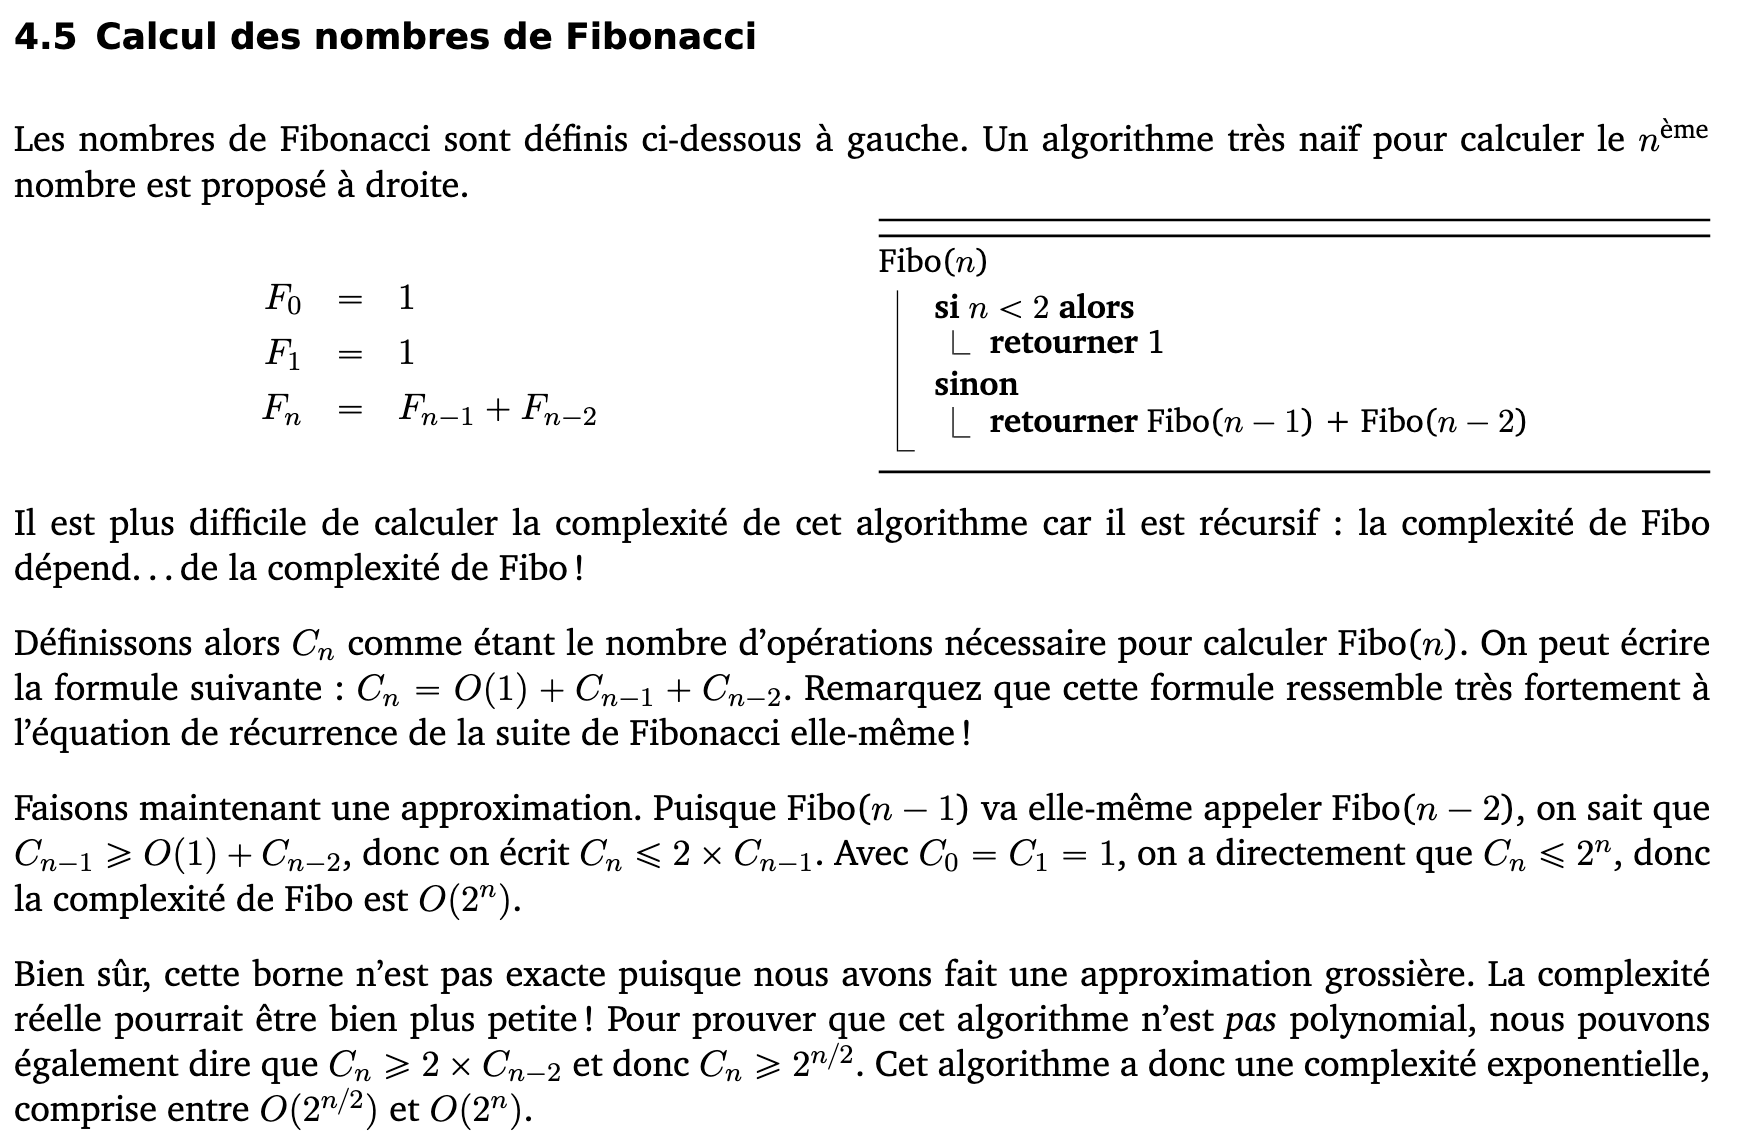 4.5 Calcul des nombres de Fibonacci
Les nombres de Fibonacci sont définis ci-dessous à gauche. Un algorithme très naïf pour calculer le n^ème
nombre est proposé à droite.
F_0 = 1
F_1 = 1
F_n = F_{n−1} + F_{n−2}
Fibo(n)
si n < 2 alors
retourner 1
sinon
retourner Fibo(n − 1) + Fibo(n − 2)
Il est plus difficile de calculer la complexité de cet algorithme car il est récursif : la complexité de Fibo
dépend... de la complexité de Fibo !
Définissons alors C_n comme étant le nombre d'opérations nécessaire pour calculer Fibo(n). On peut écrire
la formule suivante : C_n = O(1) + C_{n−1} + C_{n−2}. Remarquez que cette formule ressemble très fortement à
l'équation de récurrence de la suite de Fibonacci elle-même !
Faisons maintenant une approximation. Puisque Fibo(n − 1) va elle-même appeler Fibo(n − 2), on sait que
C_{n−1} ⩾ O(1) + C_{n−2}, donc on écrit C_n ⩽ 2 × C_{n−1}. Avec C_0 = C_1 = 1, on a directement que C_n ⩽ 2^n, donc
la complexité de Fibo est O(2^n).
Bien sûr, cette borne n'est pas exacte puisque nous avons fait une approximation grossière. La complexité
réelle pourrait être bien plus petite ! Pour prouver que cet algorithme n'est pas polynomial, nous pouvons
également dire que C_n ⩾ 2 × C_{n−2} et donc C_n ⩾ 2^{n/2}. Cet algorithme a donc une complexité exponentielle,
comprise entre O(2^{n/2}) et O(2^n).